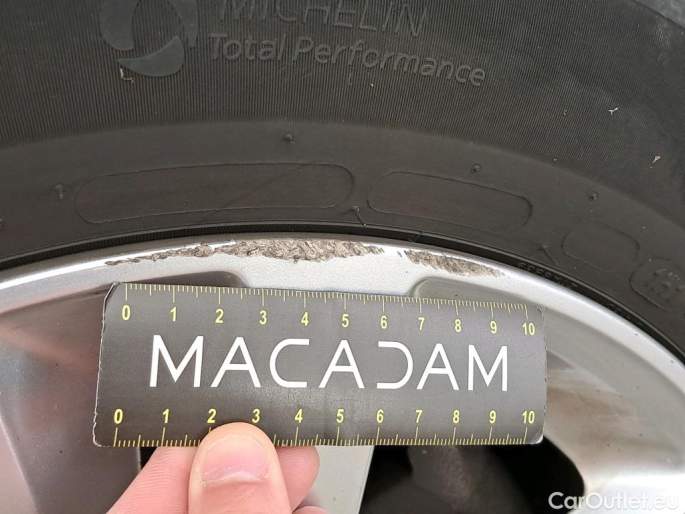 MICHELIN
Total Performance
0 1 2 3 4 5 6 7 8 9 10
MACADAM
0 1 2 3 4 5 6 7 8 9 10
CarOutlet.eu